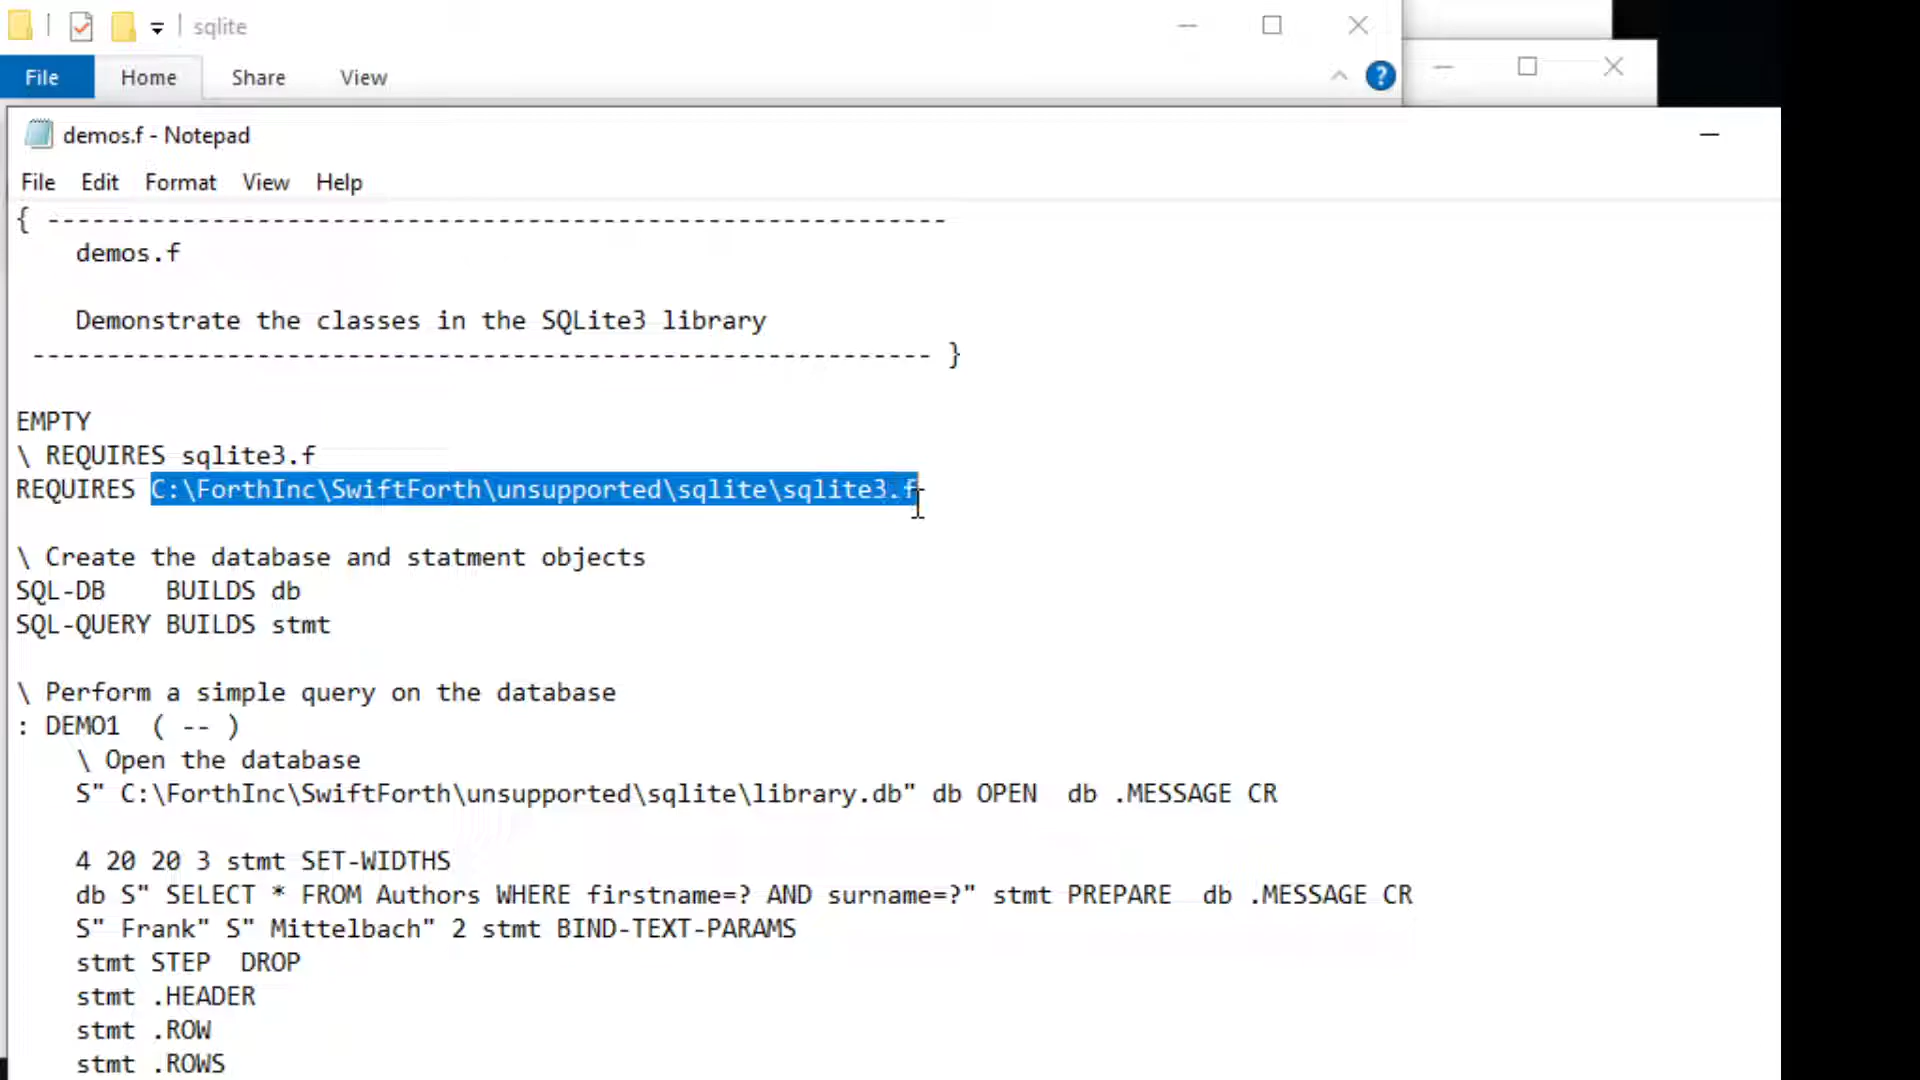 sqlite
File Home Share View
demos.f - Notepad
File Edit Format View Help
{ ------------------------------------------------------------
demos.f
Demonstrate the classes in the SQLite3 library
------------------------------------------------------------ }
EMPTY
\ REQUIRES sqlite3.f
REQUIRES C:\ForthInc\SwiftForth\unsupported\sqlite\sqlite3.f
\ Create the database and statment objects
SQL-DB    BUILDS db
SQL-QUERY BUILDS stmt
\ Perform a simple query on the database
: DEMO1  ( -- )
\ Open the database
S" C:\ForthInc\SwiftForth\unsupported\sqlite\library.db" db OPEN  db .MESSAGE CR
4 20 20 3 stmt SET-WIDTHS
db S" SELECT * FROM Authors WHERE firstname=? AND surname=?" stmt PREPARE  db .MESSAGE CR
S" Frank" S" Mittelbach" 2 stmt BIND-TEXT-PARAMS
stmt STEP  DROP
stmt .HEADER
stmt .ROW
stmt .ROWS